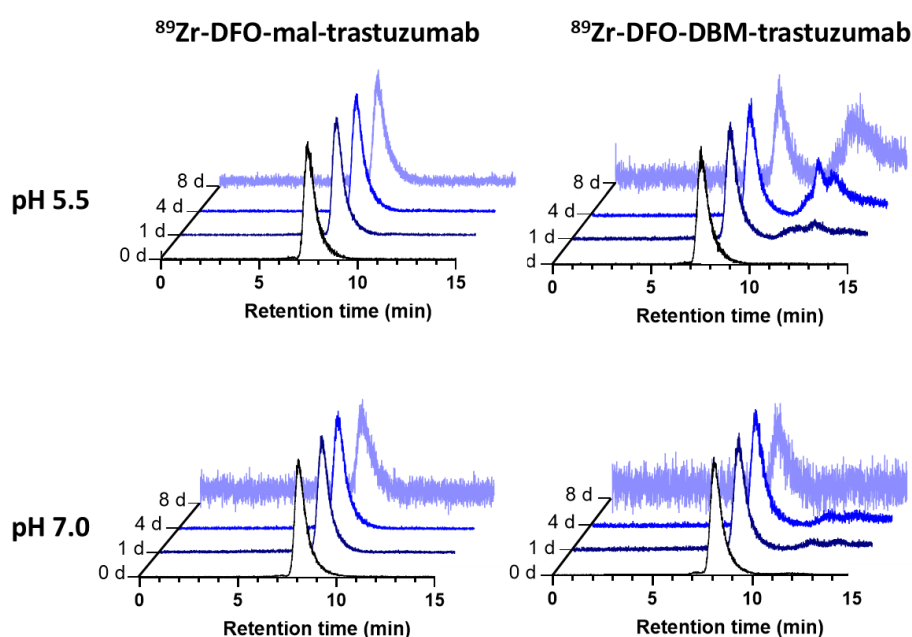 ⁸⁹Zr-DFO-mal-trastuzumab
⁸⁹Zr-DFO-DBM-trastuzumab
pH 5.5
8 d
4 d
1 d
0 d
0 5 10 15
Retention time (min)
8 d
4 d
1 d
d
0 5 10 15
Retention time (min)
pH 7.0
8 d
4 d
1 d
0 d
0 5 10 15
Retention time (min)
8 d
4 d
1 d
0 d
0 5 10 15
Retention time (min)